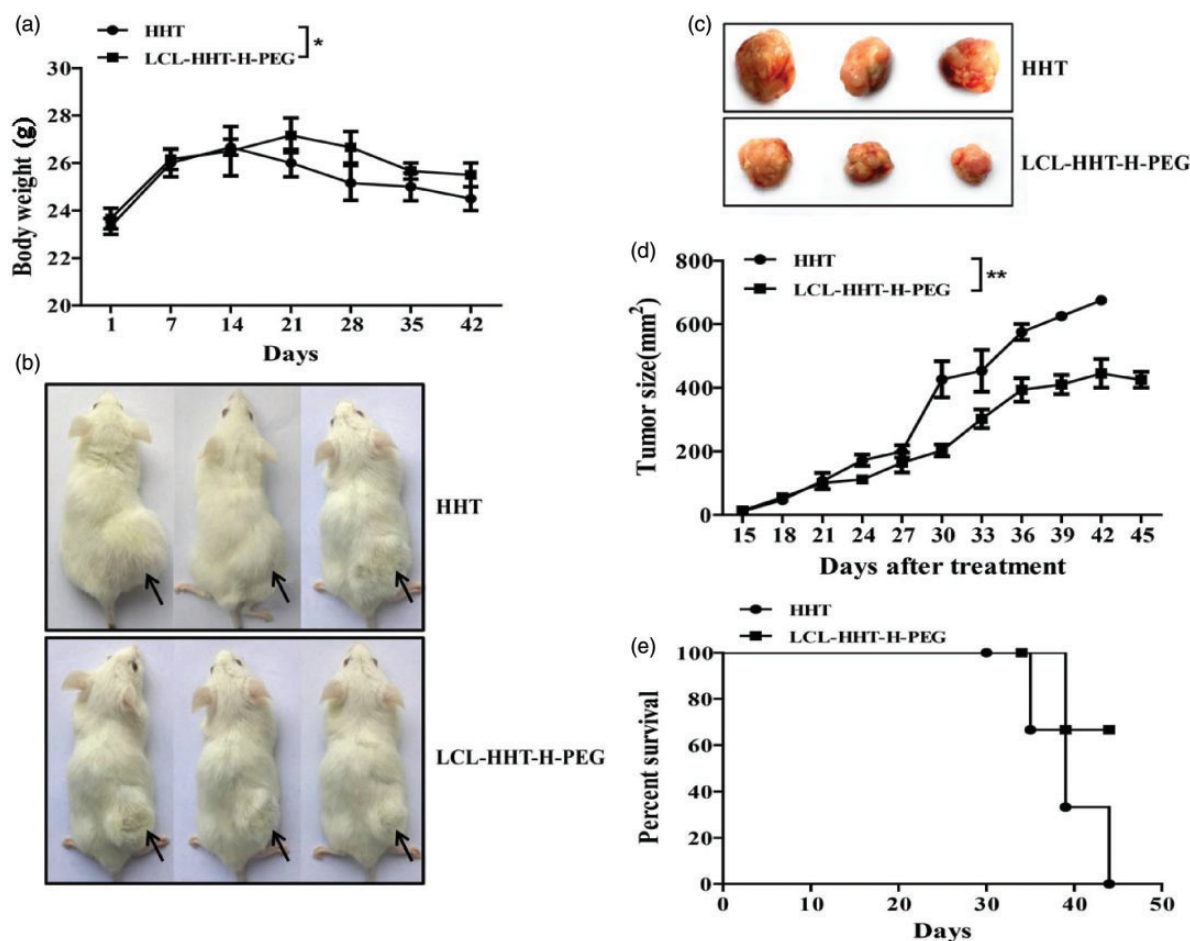 (a)
HHT
LCL-HHT-H-PEG
*
Body weight (g)
28
26
24
22
20
1 7 14 21 28 35 42
Days
(b)
HHT
LCL-HHT-H-PEG
(c)
HHT
LCL-HHT-H-PEG
(d)
HHT
LCL-HHT-H-PEG
**
Tumor size(mm²)
800
600
400
200
0
15 18 21 24 27 30 33 36 39 42 45
Days after treatment
(e)
HHT
LCL-HHT-H-PEG
Percent survival
100
80
60
40
20
0
0 10 20 30 40 50
Days